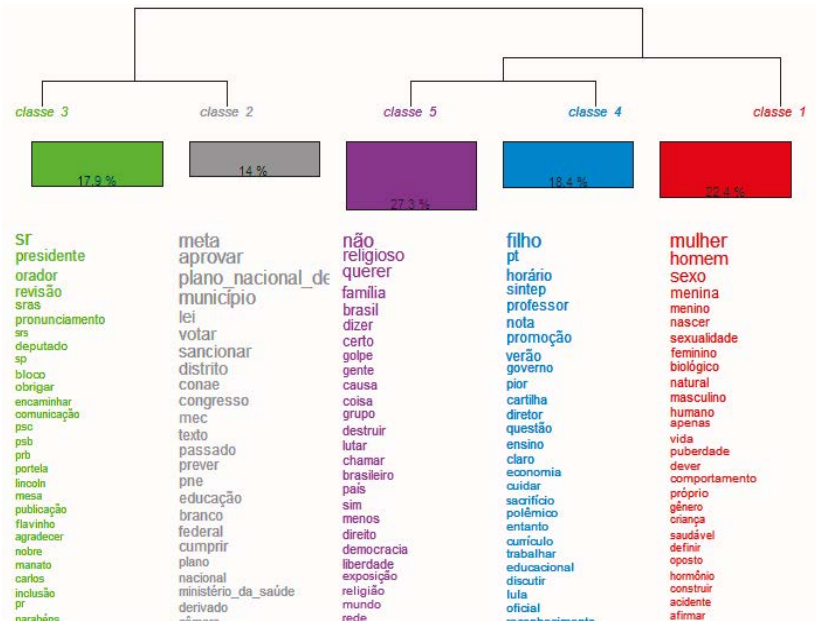 classe 3
classe 2
classe 5
classe 4
classe 1
17.9 %
14 %
27.3 %
18.4 %
22.4 %
sr
presidente
orador
revisão
sras
pronunciamento
srs
deputado
sp
bloco
obrigar
encaminhar
comunicação
psc
psb
prb
portela
lincoln
mesa
publicação
flavinho
agradecer
nobre
manato
carlos
inclusão
pr
parabéns
meta
aprovar
plano_nacional_de
município
lei
votar
sancionar
distrito
conae
congresso
mec
texto
passado
prever
pne
educação
branco
federal
cumprir
plano
nacional
ministério_da_saúde
derivado
câmara
não
religioso
querer
família
brasil
dizer
certo
golpe
gente
causa
coisa
grupo
destruir
lutar
chamar
brasileiro
país
sim
menos
direito
democracia
liberdade
exposição
religião
mundo
rede
filho
pt
horário
sintep
professor
nota
promoção
verão
governo
pior
cartilha
diretor
questão
ensino
claro
economia
cuidar
sacrifício
polêmico
entanto
currículo
trabalhar
educacional
discutir
lula
oficial
reconhecimento
mulher
homem
sexo
menina
menino
nascer
sexualidade
feminino
biológico
natural
masculino
humano
apenas
vida
puberdade
dever
comportamento
próprio
gênero
criança
saudável
definir
oposto
hormônio
construir
acidente
afirmar